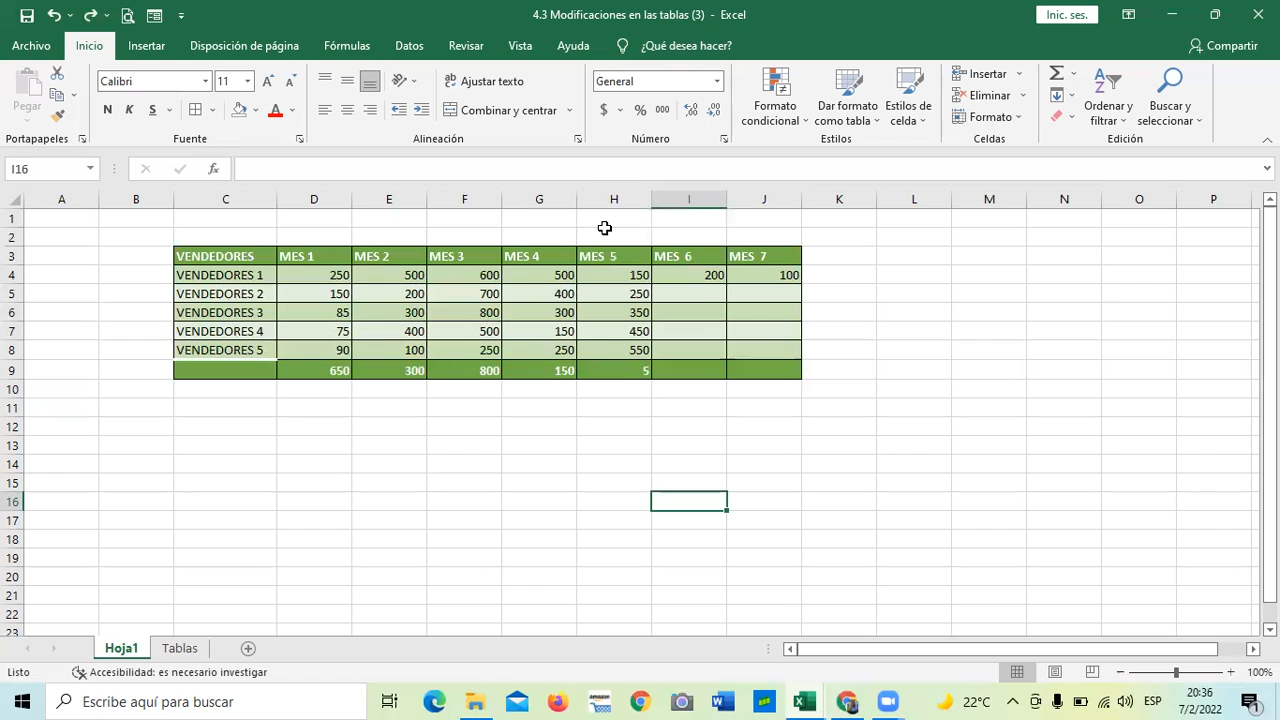 4.3 Modificaciones en las tablas (3) - Excel
Inic. ses.
Archivo Inicio Insertar Disposición de página Fórmulas Datos Revisar Vista Ayuda ¿Qué desea hacer? Compartir
Pegar
Calibri 11
Ajustar texto
General
Formato condicional
Dar formato como tabla
Estilos de celda
Insertar
Eliminar
Formato
Ordenar y filtrar
Buscar y seleccionar
N K S
Combinar y centrar
$ % 000
Portapapeles Fuente Alineación Número Estilos Celdas Edición
I16 fx
A B C D E F G H I J K L M N O P
1
2
3 VENDEDORES MES 1 MES 2 MES 3 MES 4 MES 5 MES 6 MES 7
4 VENDEDORES 1 250 500 600 500 150 200 100
5 VENDEDORES 2 150 200 700 400 250
6 VENDEDORES 3 85 300 800 300 350
7 VENDEDORES 4 75 400 500 150 450
8 VENDEDORES 5 90 100 250 250 550
9 650 300 800 150 5
10
11
12
13
14
15
16
17
18
19
20
21
22
23
Hoja1 Tablas
Listo Accesibilidad: es necesario investigar 100%
Escribe aquí para buscar
22°C
ESP
20:36
7/2/2022